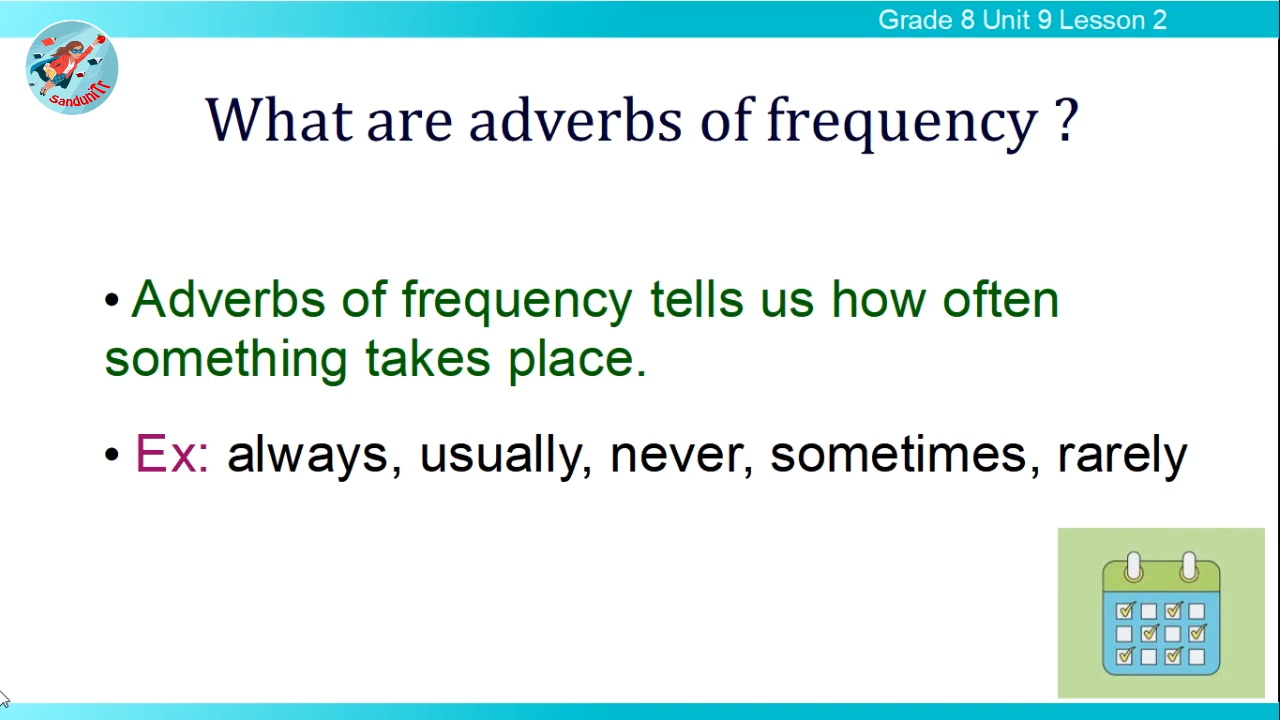 Grade 8 Unit 9 Lesson 2
SanduniTr
What are adverbs of frequency ?
• Adverbs of frequency tells us how often
something takes place.
• Ex: always, usually, never, sometimes, rarely